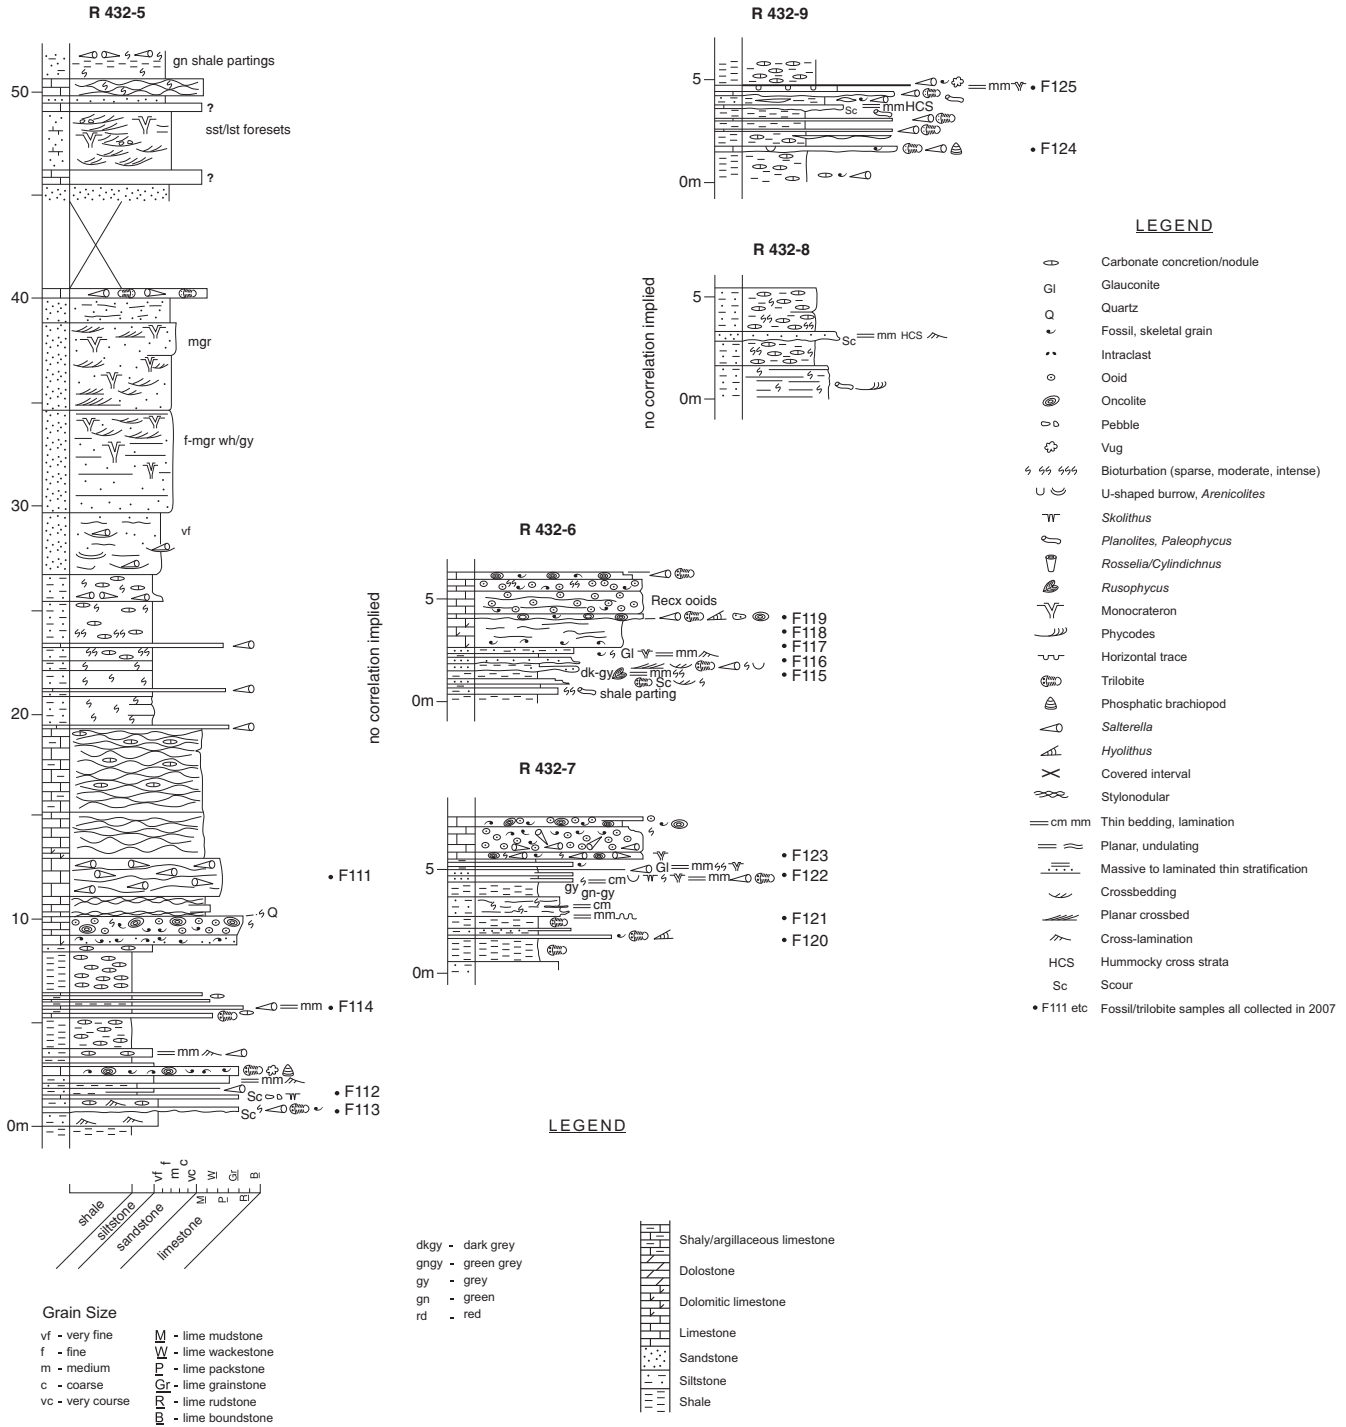 R 432-5
gn shale partings
50
?
sst/lst foresets
?
40
mgr
f-mgr wh/gy
30
vf
20
F111
Q
10
mm • F114
mm
mm
Sc • F112
Sc • F113
0m
vf f m c vc M W P Gr R B
shale
siltstone
sandstone
limestone
Grain Size
vf - very fine
f - fine
m - medium
c - coarse
vc - very course
M - lime mudstone
W - lime wackestone
P - lime packstone
Gr - lime grainstone
R - lime rudstone
B - lime boundstone
no correlation implied
R 432-6
5
Recx ooids
• F119
• F118
Gl mm • F117
• F116
dk-gy mm • F115
Sc
shale parting
0m
R 432-7
• F123
5
Gl mm
gy cm mm • F122
gn-gy
cm
mm • F121
• F120
0m
no correlation implied
R 432-9
5
mm • F125
Sc mmHCS
• F124
0m
R 432-8
5
Sc mm HCS
0m
LEGEND
Carbonate concretion/nodule
Gl Glauconite
Q Quartz
Fossil, skeletal grain
Intraclast
Ooid
Oncolite
Pebble
Vug
Bioturbation (sparse, moderate, intense)
U-shaped burrow, Arenicolites
Skolithus
Planolites, Paleophycus
Rosselia/Cylindichnus
Rusophycus
Monocrateron
Phycodes
Horizontal trace
Trilobite
Phosphatic brachiopod
Salterella
Hyolithus
Covered interval
Stylonodular
cm mm Thin bedding, lamination
Planar, undulating
Massive to laminated thin stratification
Crossbedding
Planar crossbed
Cross-lamination
HCS Hummocky cross strata
Sc Scour
• F111 etc Fossil/trilobite samples all collected in 2007
LEGEND
dkgy - dark grey
gngy - green grey
gy - grey
gn - green
rd - red
Shaly/argillaceous limestone
Dolostone
Dolomitic limestone
Limestone
Sandstone
Siltstone
Shale